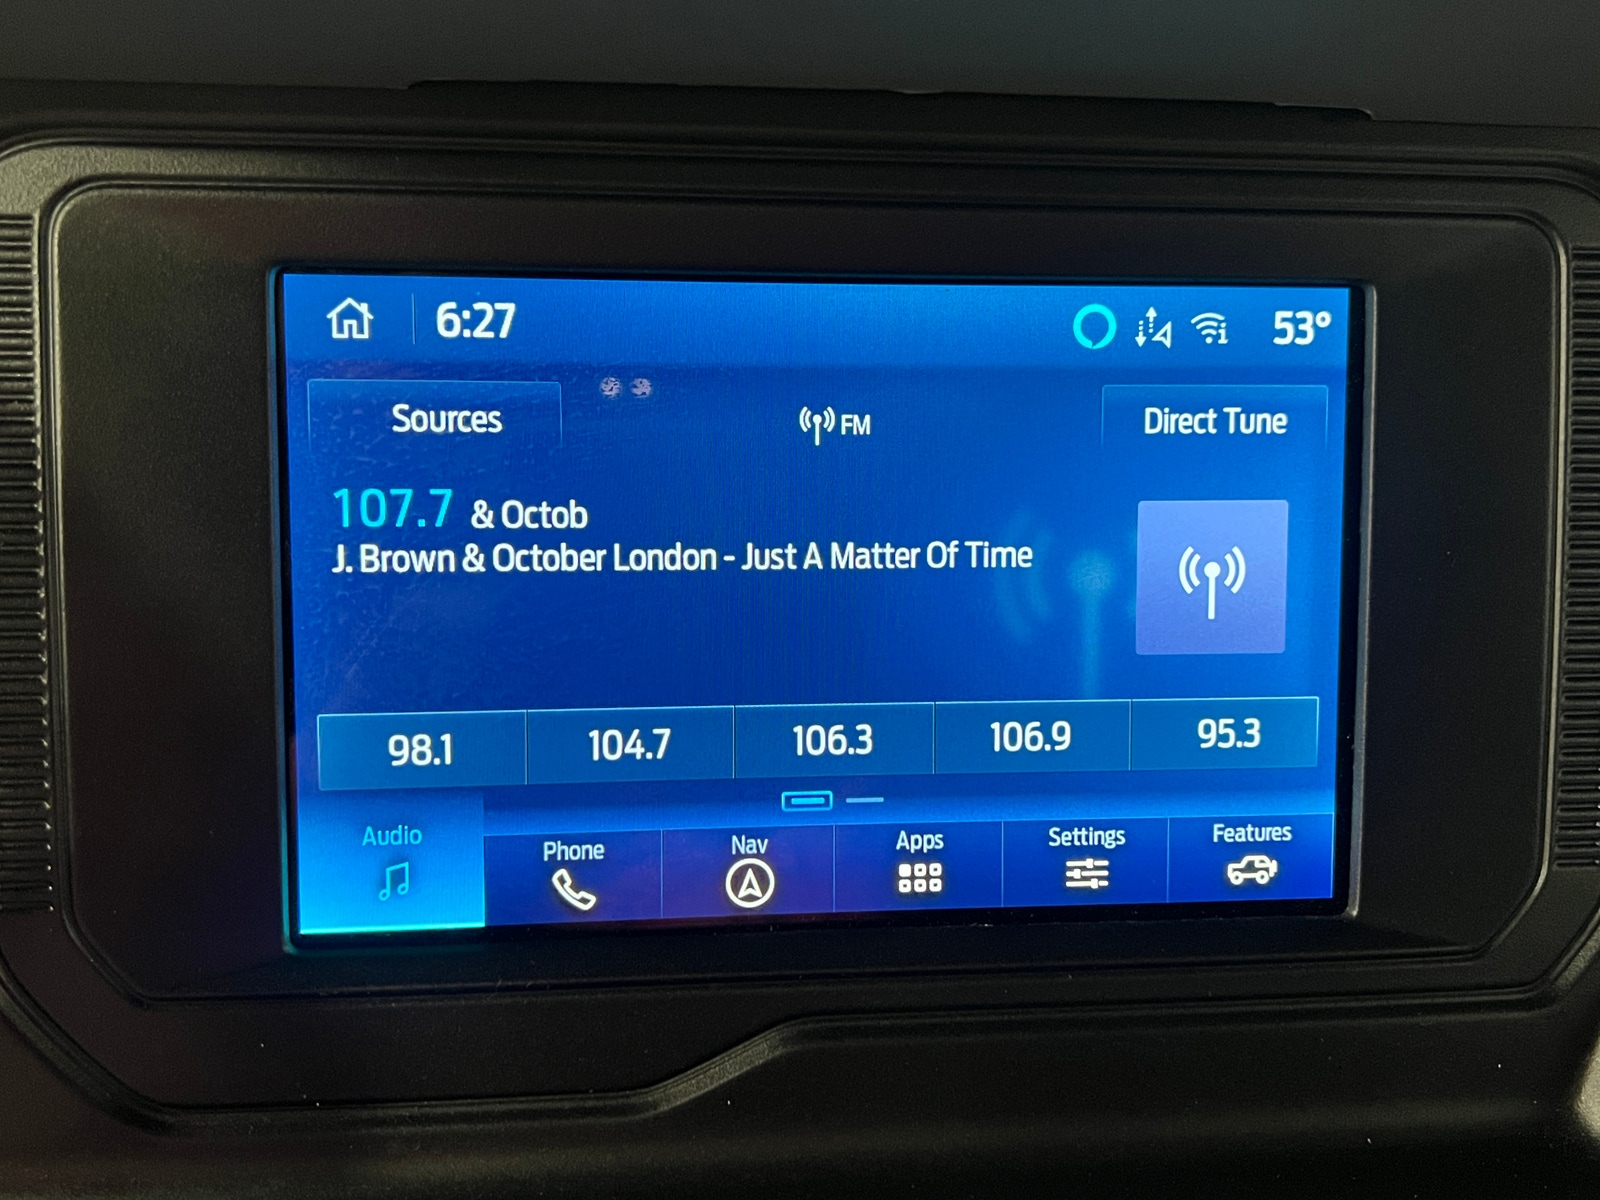 6:27 53°
Sources FM Direct Tune
107.7 & Octob
J. Brown & October London - Just A Matter Of Time
98.1 104.7 106.3 106.9 95.3
Audio Phone Nav Apps Settings Features